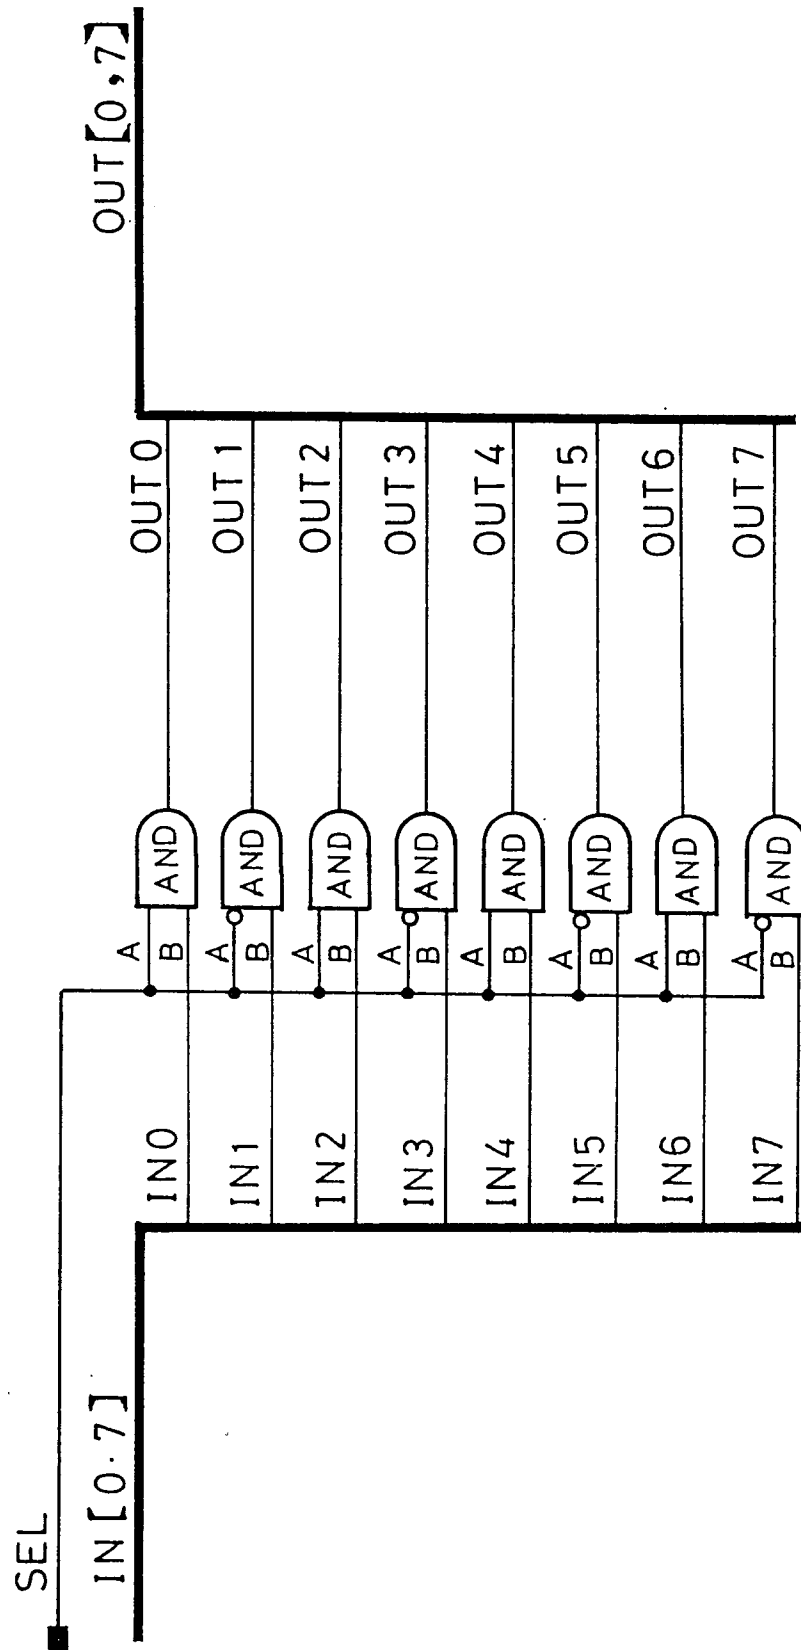 SEL
IN [0·7]
OUT[0,7]
IN0
A
B
AND
OUT0
IN1
A
B
AND
OUT1
IN2
A
B
AND
OUT2
IN3
A
B
AND
OUT3
IN4
A
B
AND
OUT4
IN5
A
B
AND
OUT5
IN6
A
B
AND
OUT6
IN7
A
B
AND
OUT7